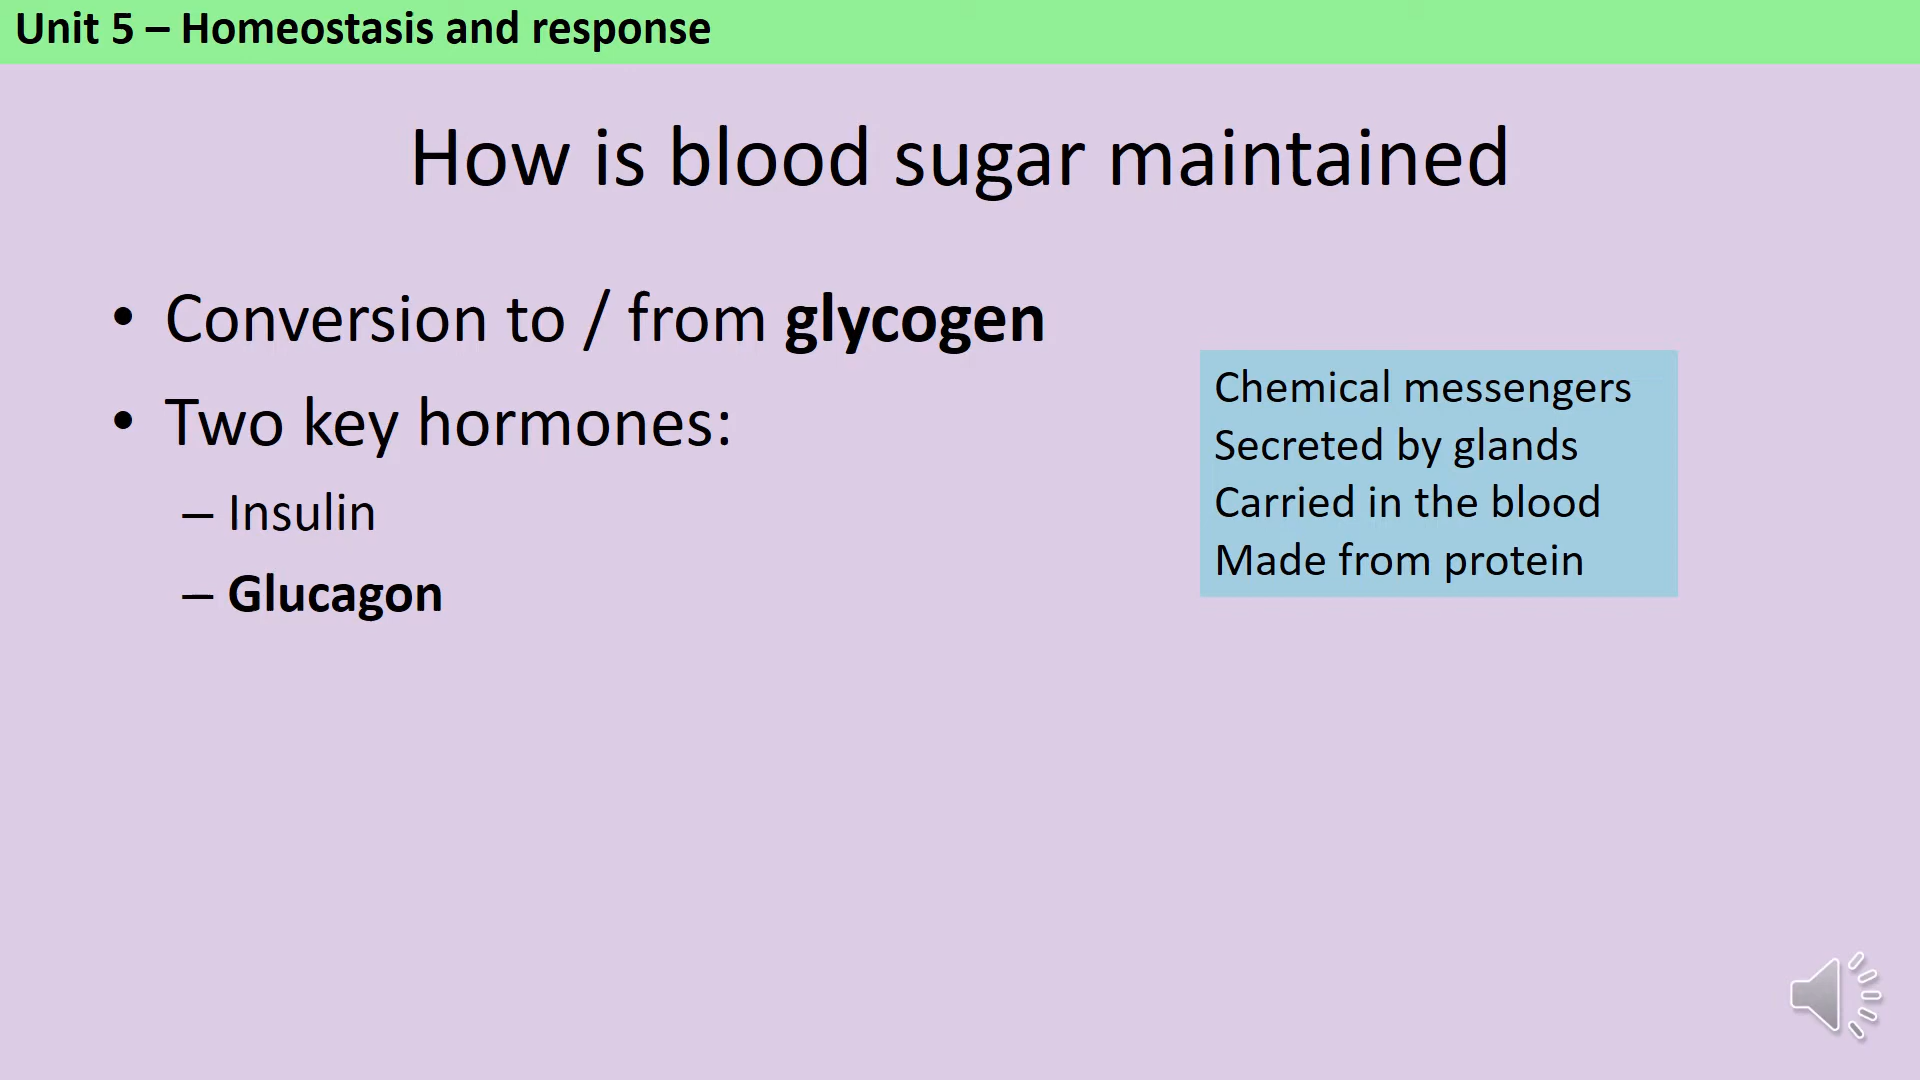 Unit 5 – Homeostasis and response
How is blood sugar maintained
• Conversion to / from glycogen
• Two key hormones:
– Insulin
– Glucagon
Chemical messengers
Secreted by glands
Carried in the blood
Made from protein